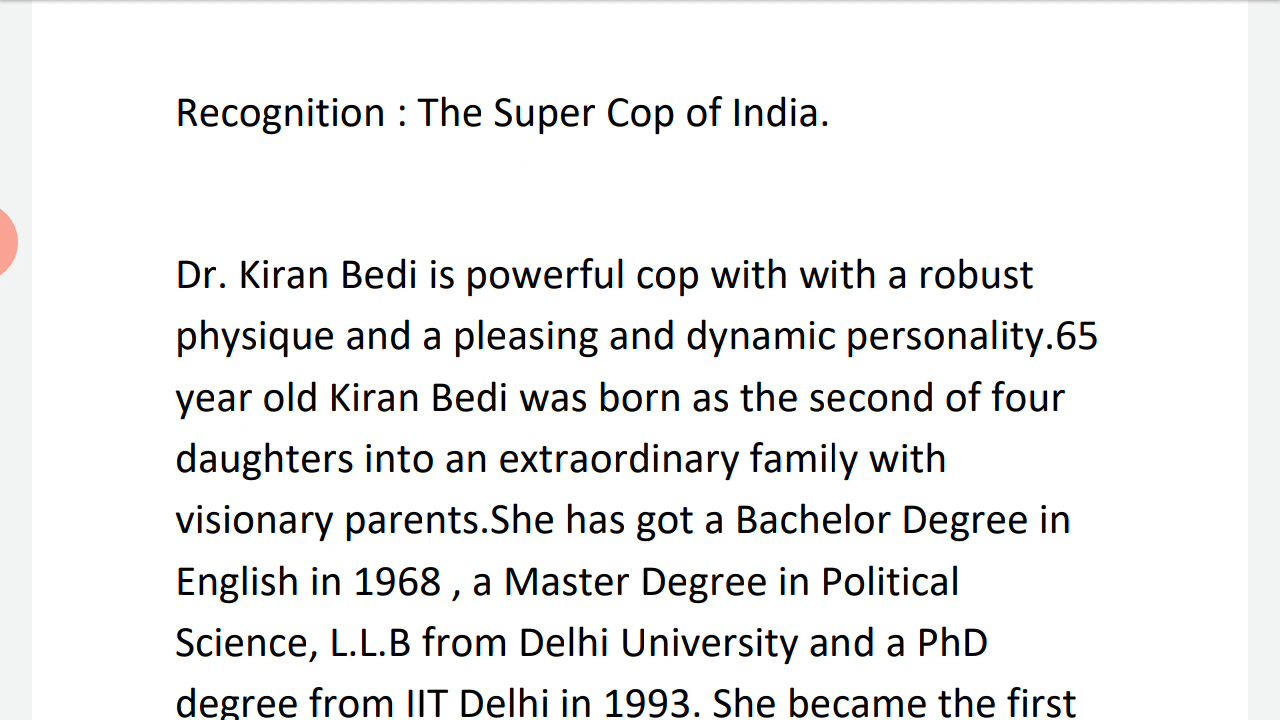 Recognition : The Super Cop of India.
Dr. Kiran Bedi is powerful cop with with a robust
physique and a pleasing and dynamic personality.65
year old Kiran Bedi was born as the second of four
daughters into an extraordinary family with
visionary parents.She has got a Bachelor Degree in
English in 1968 , a Master Degree in Political
Science, L.L.B from Delhi University and a PhD
degree from IIT Delhi in 1993. She became the first